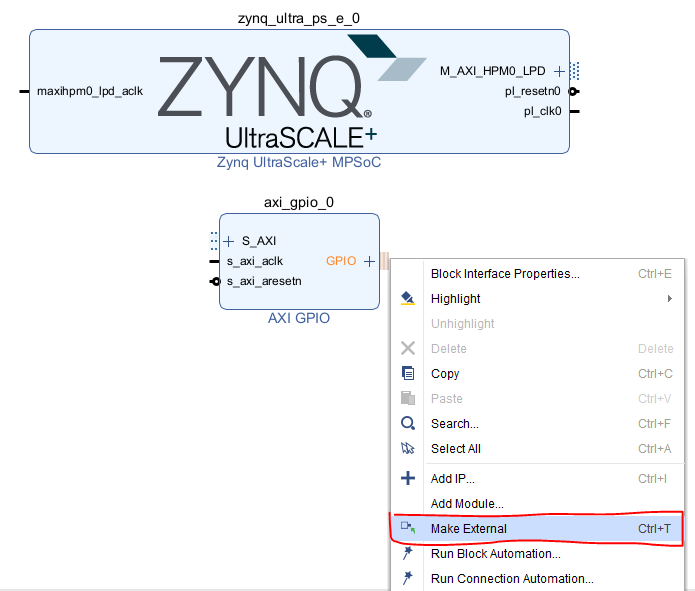 zynq_ultra_ps_e_0
maxihpm0_lpd_aclk
ZYNQ®
UltraSCALE+
M_AXI_HPM0_LPD
pl_resetn0
pl_clk0
Zynq UltraScale+ MPSoC
axi_gpio_0
S_AXI
s_axi_aclk
s_axi_aresetn
GPIO
AXI GPIO
Block Interface Properties... Ctrl+E
Highlight
Unhighlight
Delete Delete
Copy Ctrl+C
Paste Ctrl+V
Search... Ctrl+F
Select All Ctrl+A
Add IP... Ctrl+I
Add Module...
Make External Ctrl+T
Run Block Automation...
Run Connection Automation...